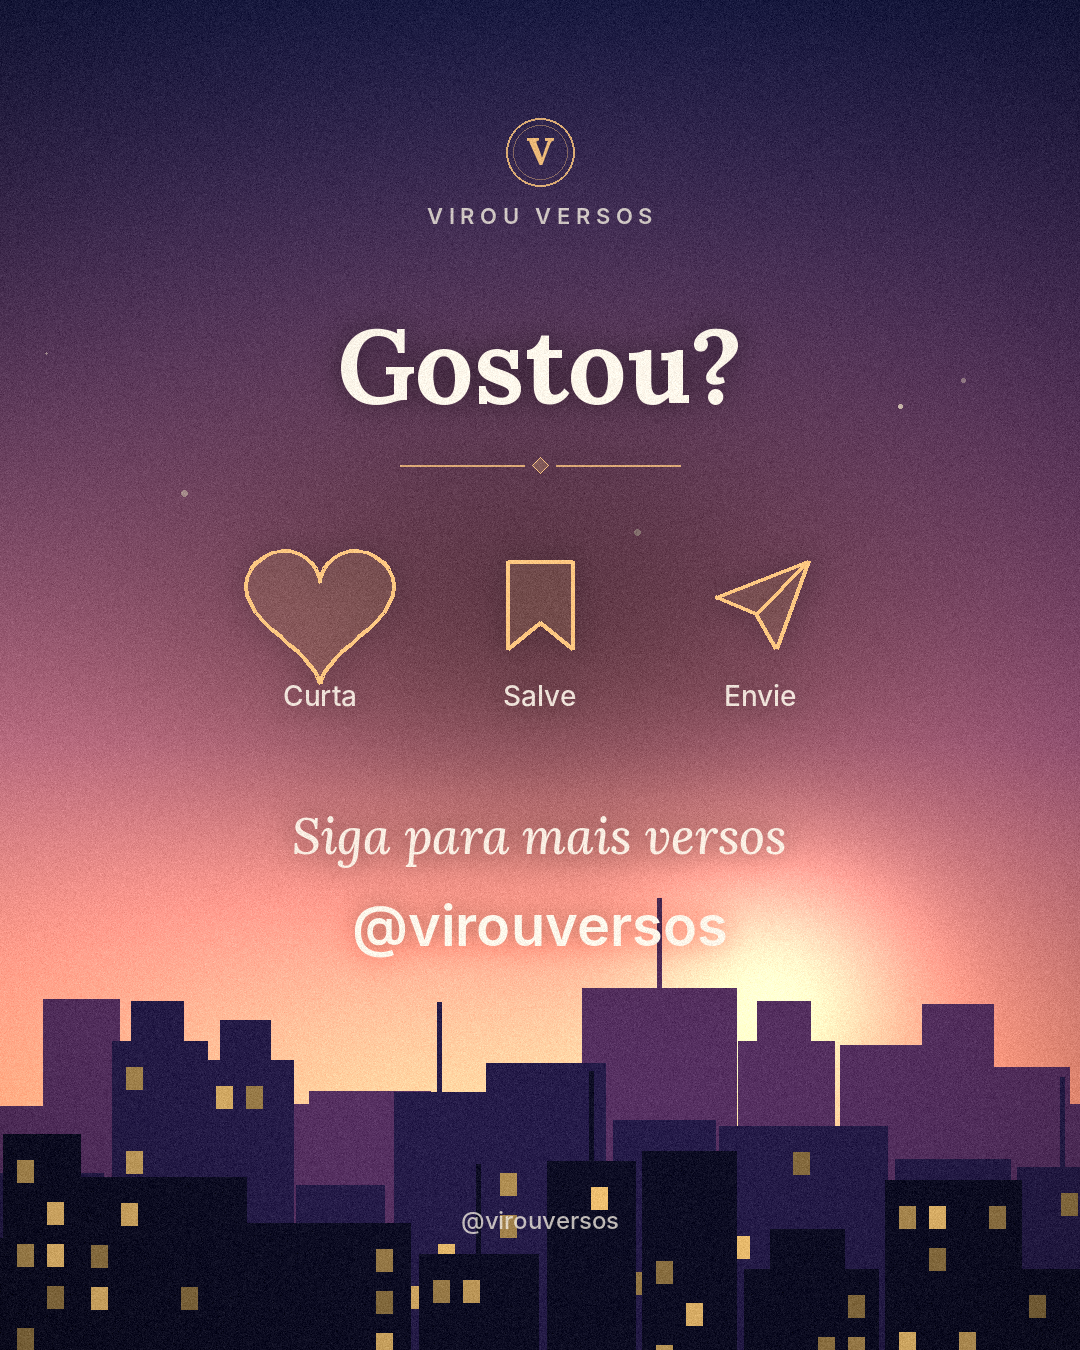 V
VIROU VERSOS
Gostou?
Curta Salve Envie
Siga para mais versos
@virouversos
@virouversos